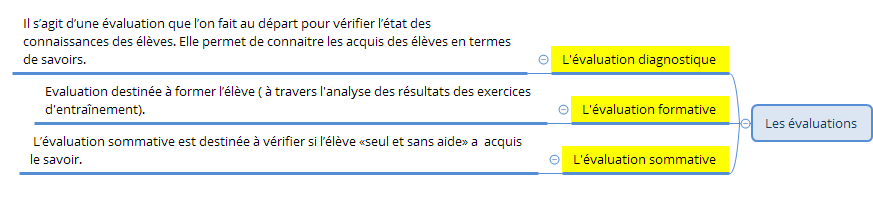 Il s’agit d’une évaluation que l’on fait au départ pour vérifier l’état des
connaissances des élèves. Elle permet de connaitre les acquis des élèves en termes
de savoirs.
L'évaluation diagnostique
Evaluation destinée à former l’élève ( à travers l'analyse des résultats des exercices
d'entraînement).
L'évaluation formative
Les évaluations
L’évaluation sommative est destinée à vérifier si l’élève «seul et sans aide» a  acquis
le savoir.
L'évaluation sommative